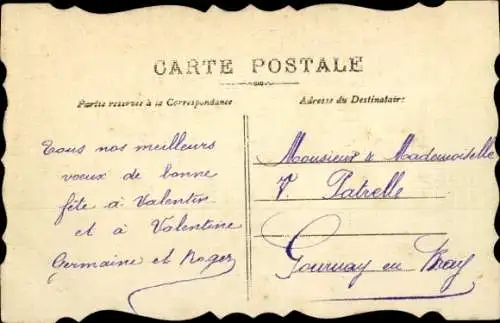 CARTE POSTALE
Partie réservée à la Correspondance
Adresse du Destinataire
Tous nos meilleurs
voeux de bonne
fête à Valentin
et à Valentine
Germaine et Roger
Monsieur & Mademoiselle
V. Patrelle
Gournay en Bray